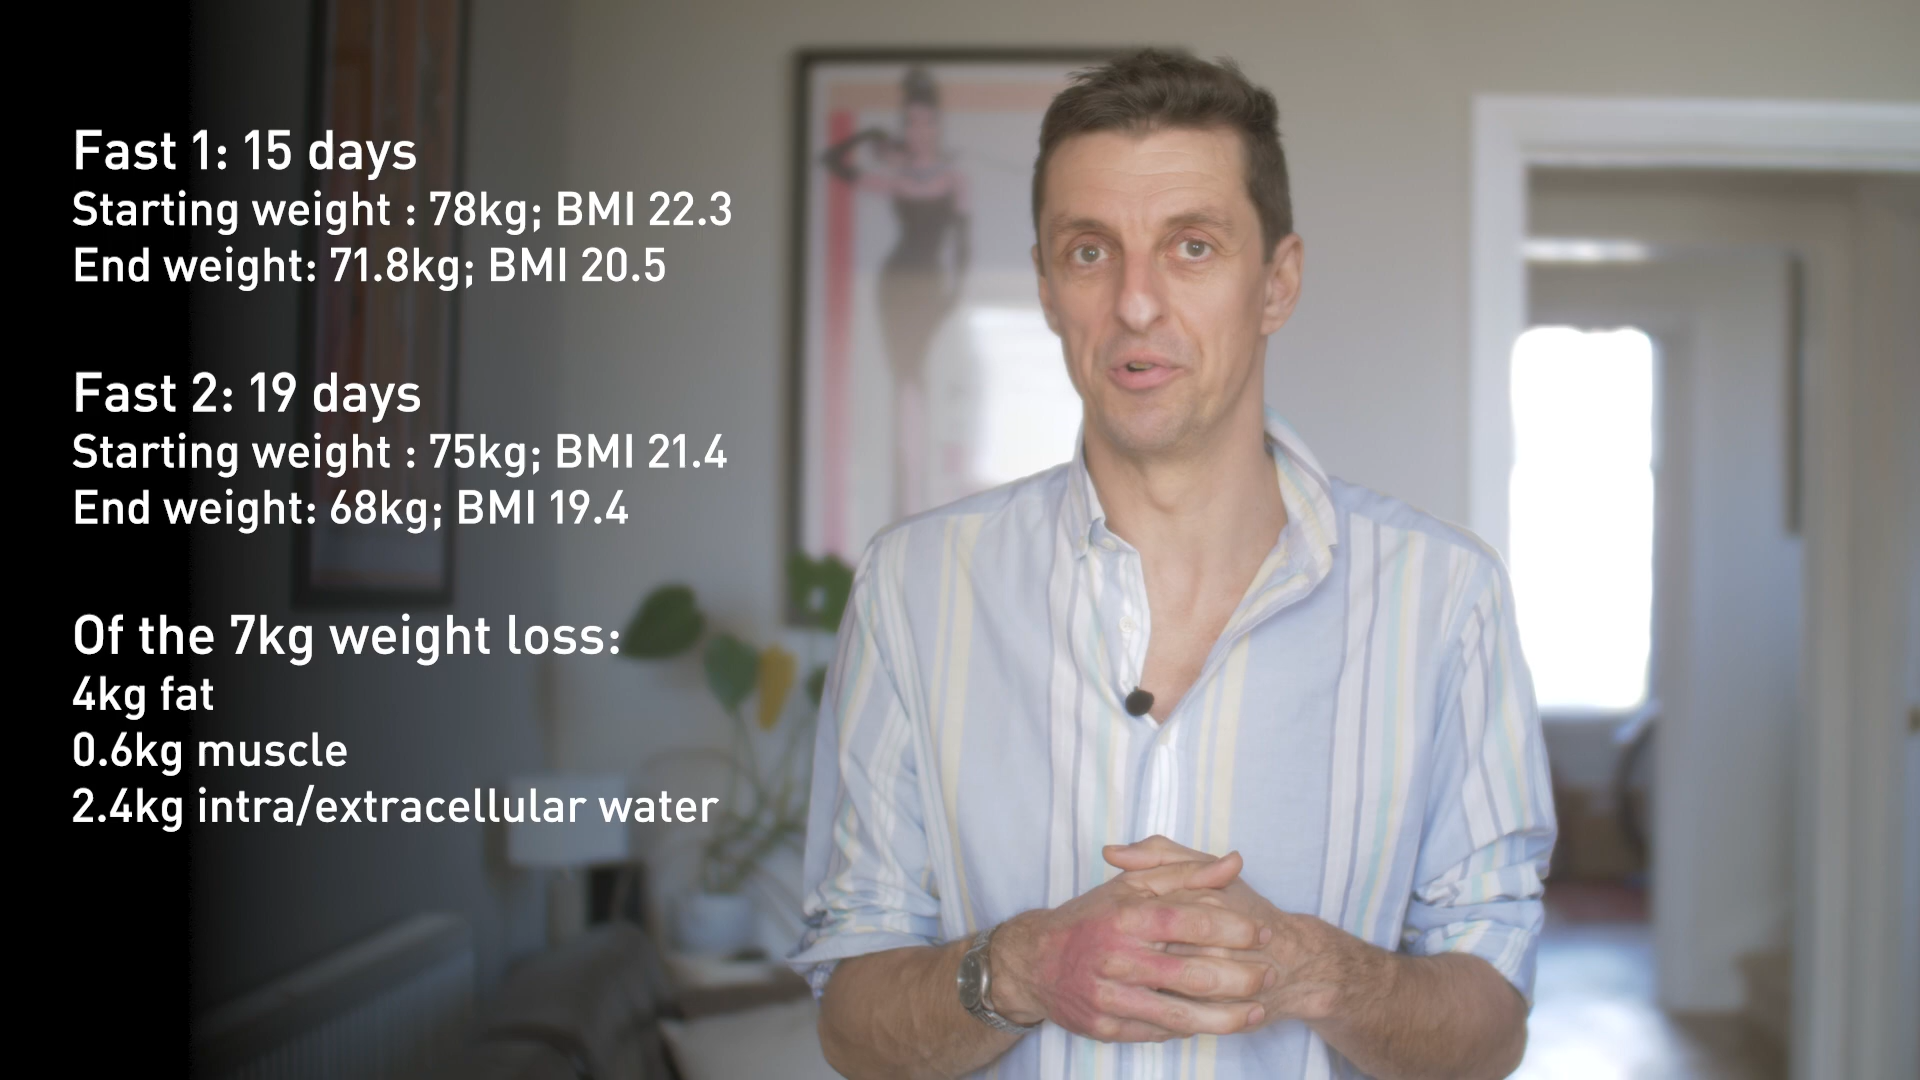 Fast 1: 15 days
Starting weight : 78kg; BMI 22.3
End weight: 71.8kg; BMI 20.5
Fast 2: 19 days
Starting weight : 75kg; BMI 21.4
End weight: 68kg; BMI 19.4
Of the 7kg weight loss:
4kg fat
0.6kg muscle
2.4kg intra/extracellular water